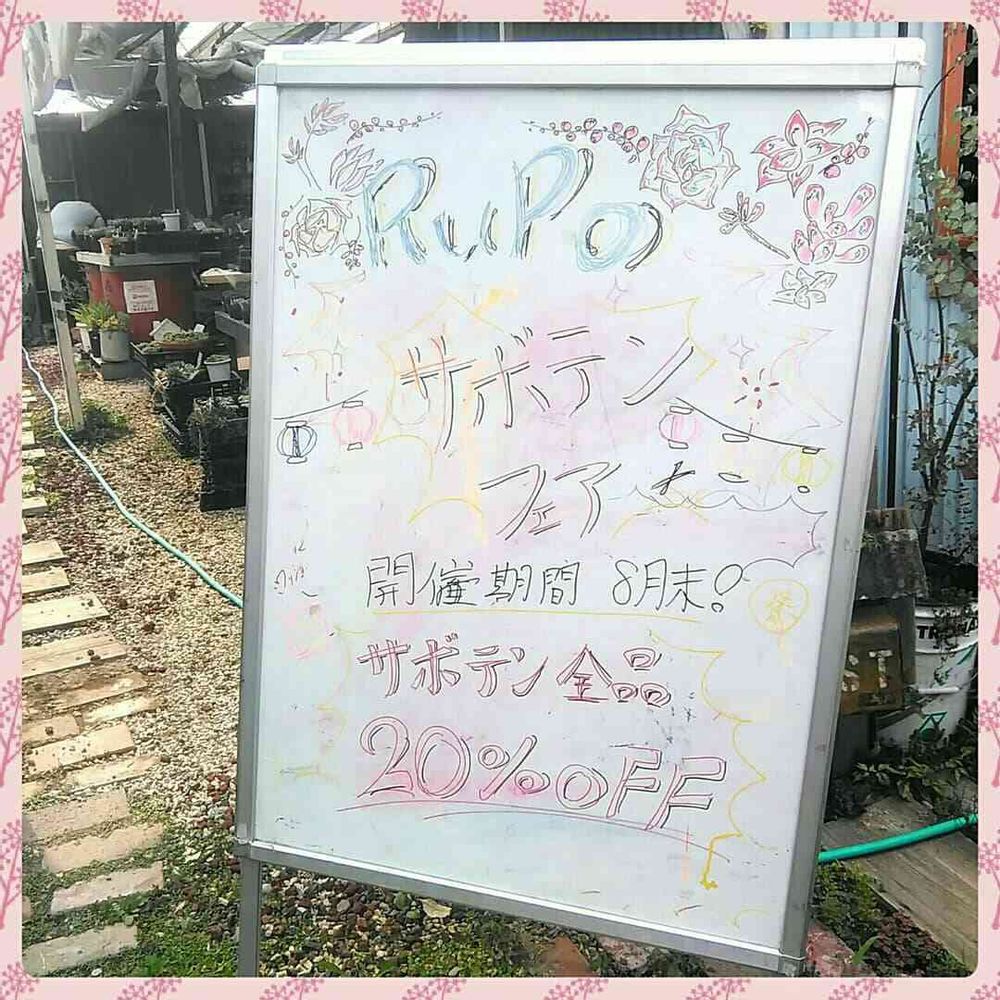 RuPo
サボテン
フェア
開催期間 8月末!
サボテン全品
20%OFF